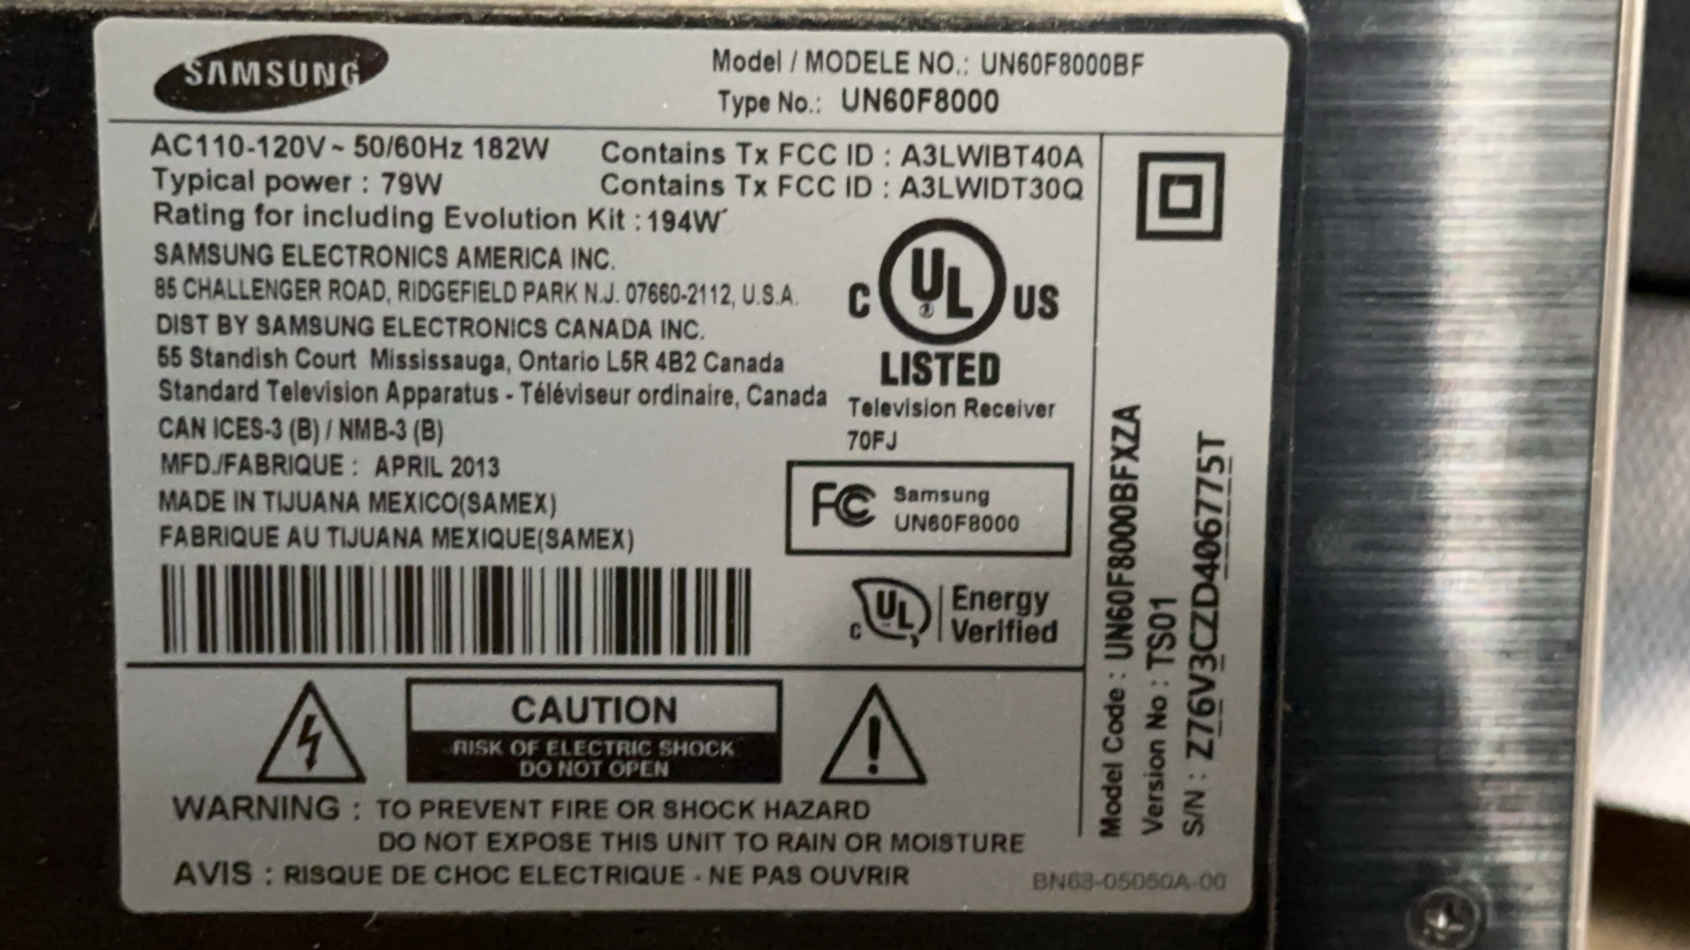 SAMSUNG
Model / MODELE NO.: UN60F8000BF
Type No.: UN60F8000
AC110-120V~ 50/60Hz 182W
Typical power : 79W
Rating for including Evolution Kit : 194W
Contains Tx FCC ID : A3LWIBT40A
Contains Tx FCC ID : A3LWIDT30Q
SAMSUNG ELECTRONICS AMERICA INC.
85 CHALLENGER ROAD, RIDGEFIELD PARK N.J. 07660-2112, U.S.A.
DIST BY SAMSUNG ELECTRONICS CANADA INC.
55 Standish Court Mississauga, Ontario L5R 4B2 Canada
Standard Television Apparatus - Téléviseur ordinaire, Canada
CAN ICES-3 (B) / NMB-3 (B)
MFD./FABRIQUE : APRIL 2013
MADE IN TIJUANA MEXICO(SAMEX)
FABRIQUE AU TIJUANA MEXIQUE(SAMEX)
C UL ® US
LISTED
Television Receiver
70FJ
FC Samsung
UN60F8000
C UL Energy
Verified
CAUTION
RISK OF ELECTRIC SHOCK
DO NOT OPEN
WARNING : TO PREVENT FIRE OR SHOCK HAZARD
DO NOT EXPOSE THIS UNIT TO RAIN OR MOISTURE
AVIS : RISQUE DE CHOC ELECTRIQUE - NE PAS OUVRIR
Model Code : UN60F8000BFXZA
Version No : TS01
S/N : Z76V3CZD406775T
BN68-05050A-00